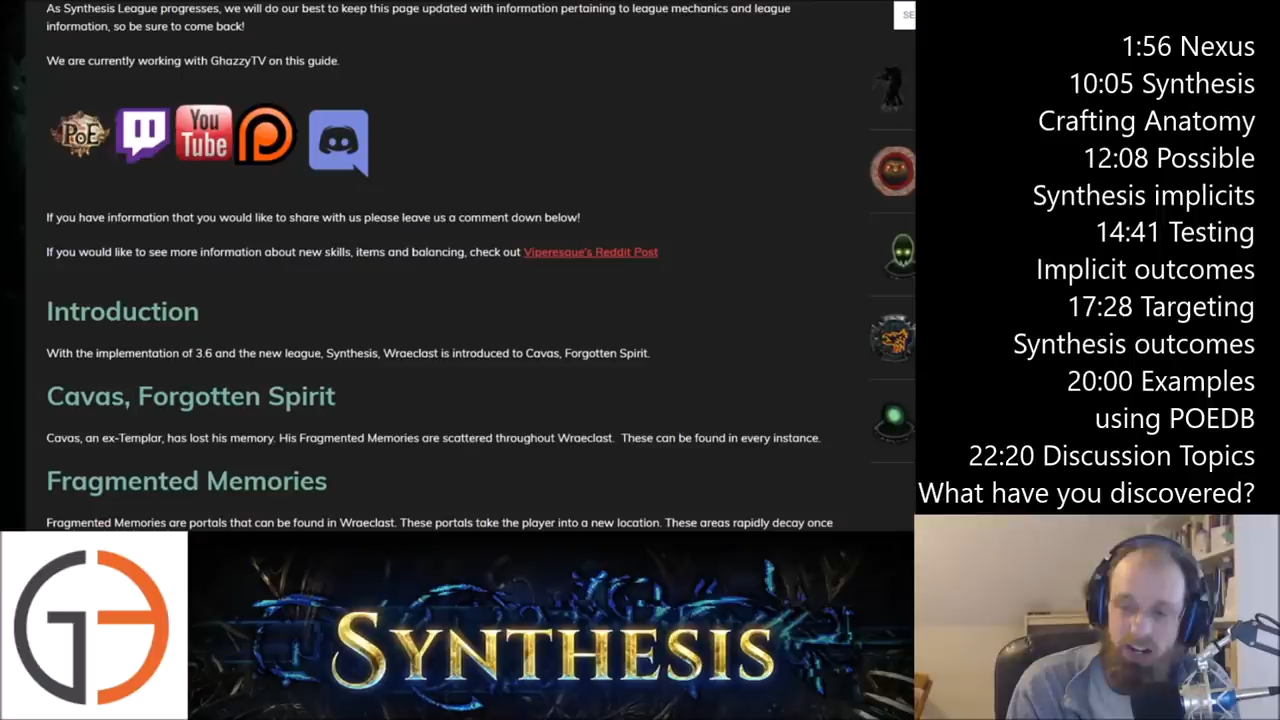 As Synthesis League progresses, we will do our best to keep this page updated with information pertaining to league mechanics and league
information, so be sure to come back!
We are currently working with GhazzyTV on this guide.
PoE
You
Tube
If you have information that you would like to share with us please leave us a comment down below!
If you would like to see more information about new skills, items and balancing, check out Viperesque's Reddit Post
Introduction
With the implementation of 3.6 and the new league, Synthesis, Wraeclast is introduced to Cavas, Forgotten Spirit.
Cavas, Forgotten Spirit
Cavas, an ex-Templar, has lost his memory. His Fragmented Memories are scattered throughout Wraeclast. These can be found in every instance.
Fragmented Memories
Fragmented Memories are portals that can be found in Wraeclast. These portals take the player into a new location. These areas rapidly decay once
SE
1:56 Nexus
10:05 Synthesis
Crafting Anatomy
12:08 Possible
Synthesis implicits
14:41 Testing
Implicit outcomes
17:28 Targeting
Synthesis outcomes
20:00 Examples
using POEDB
22:20 Discussion Topics
What have you discovered?
SYNTHESIS